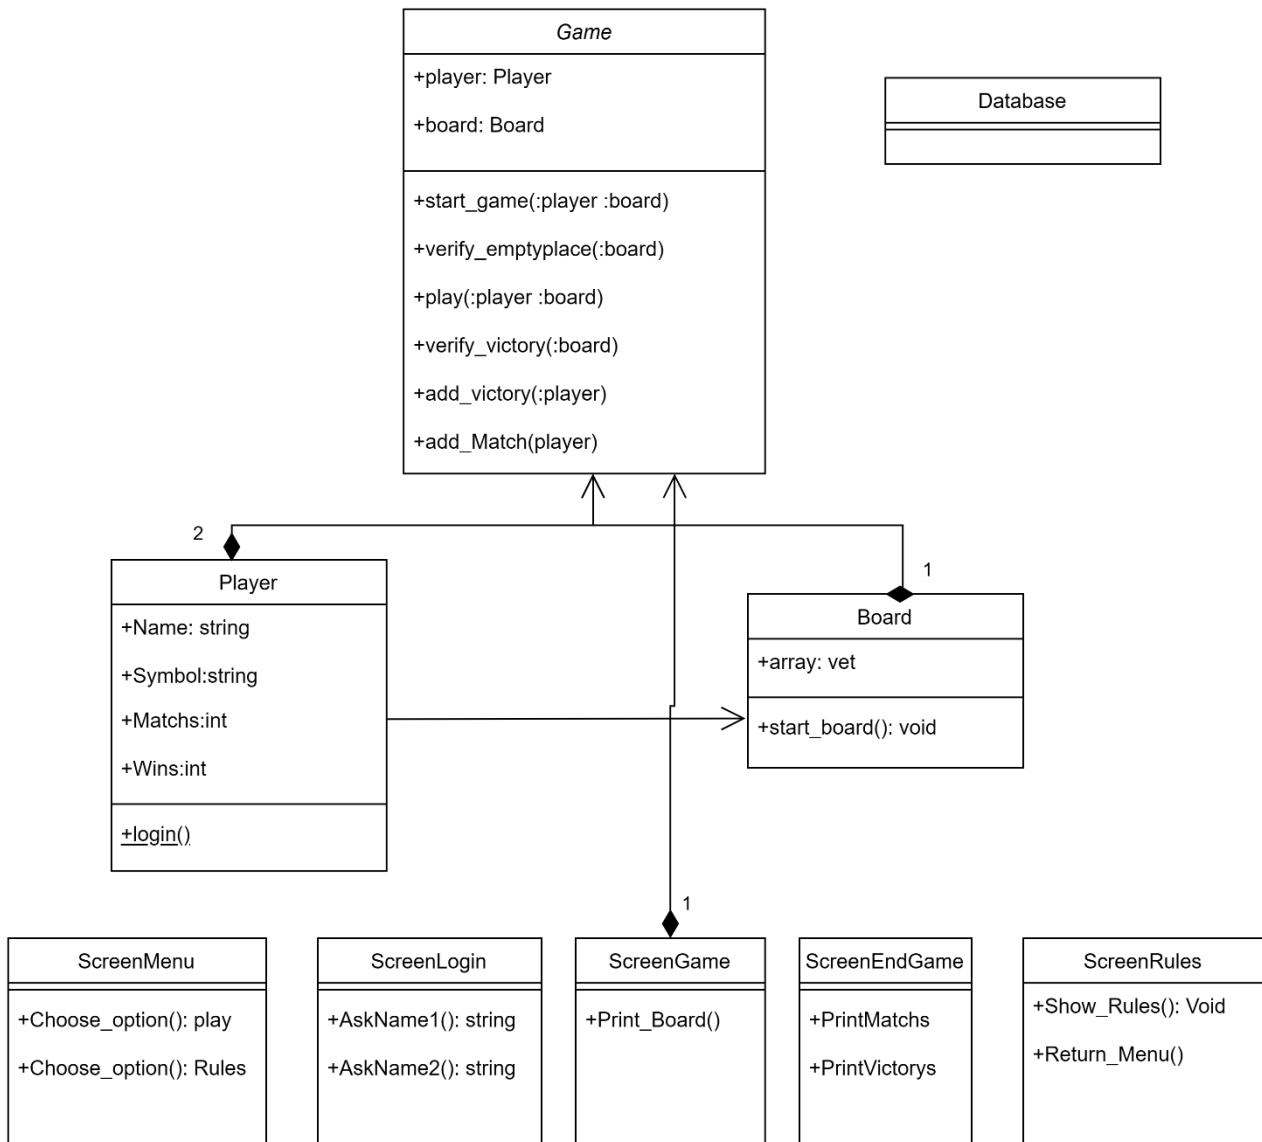 Game
+player: Player
+board: Board
+start_game(:player :board)
+verify_emptyplace(:board)
+play(:player :board)
+verify_victory(:board)
+add_victory(:player)
+add_Match(player)
Database
2
1
Player
+Name: string
+Symbol:string
+Matchs:int
+Wins:int
+login()
Board
+array: vet
+start_board(): void
1
ScreenMenu
+Choose_option(): play
+Choose_option(): Rules
ScreenLogin
+AskName1(): string
+AskName2(): string
ScreenGame
+Print_Board()
ScreenEndGame
+PrintMatchs
+PrintVictorys
ScreenRules
+Show_Rules(): Void
+Return_Menu()